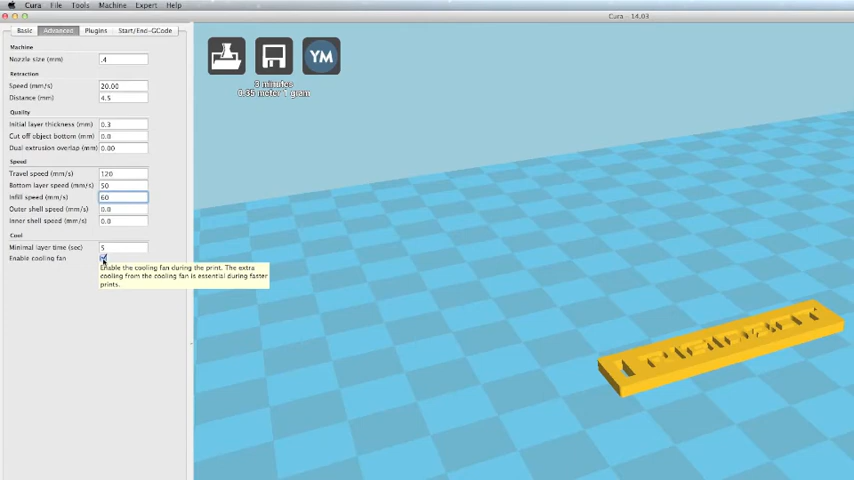 Cura File Tools Machine Expert Help
Cura - 14.03
Basic Advanced Plugins Start/End-GCode
Machine
Nozzle size (mm) .4
Retraction
Speed (mm/s) 20.00
Distance (mm) 4.5
Quality
Initial layer thickness (mm) 0.3
Cut off object bottom (mm) 0.0
Dual extrusion overlap (mm) 0.00
Speed
Travel speed (mm/s) 120
Bottom layer speed (mm/s) 50
Infill speed (mm/s) 60
Outer shell speed (mm/s) 0.0
Inner shell speed (mm/s) 0.0
Cool
Minimal layer time (sec) 5
Enable cooling fan
Enable the cooling fan during the print. The extra
cooling from the cooling fan is essential during faster
prints.
YM
3 minutes
0.35 meter 1 gram